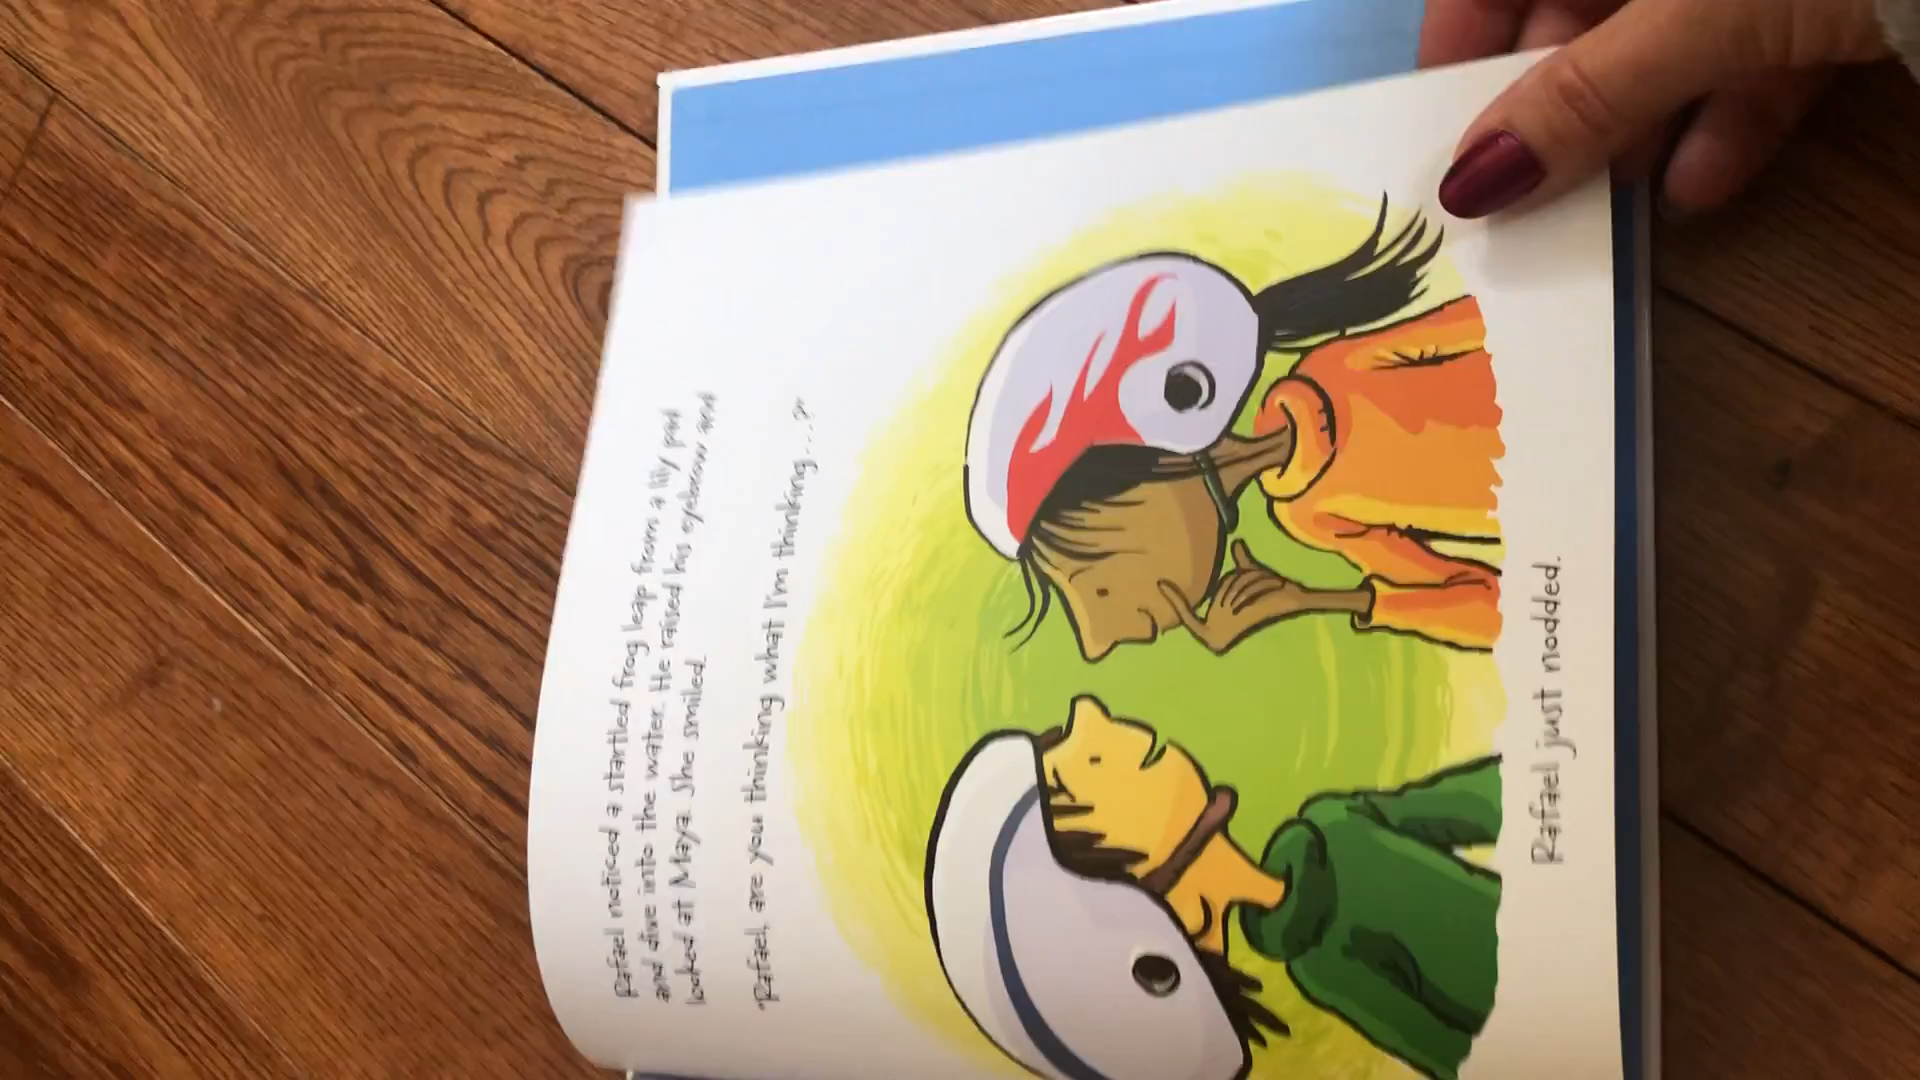 Rafael noticed a startled frog leap from a lily pad
and dive into the water. He raised his eyebrow and
looked at Maya. She smiled.
"Rafael, are you thinking what I'm thinking...?"
Rafael just nodded.